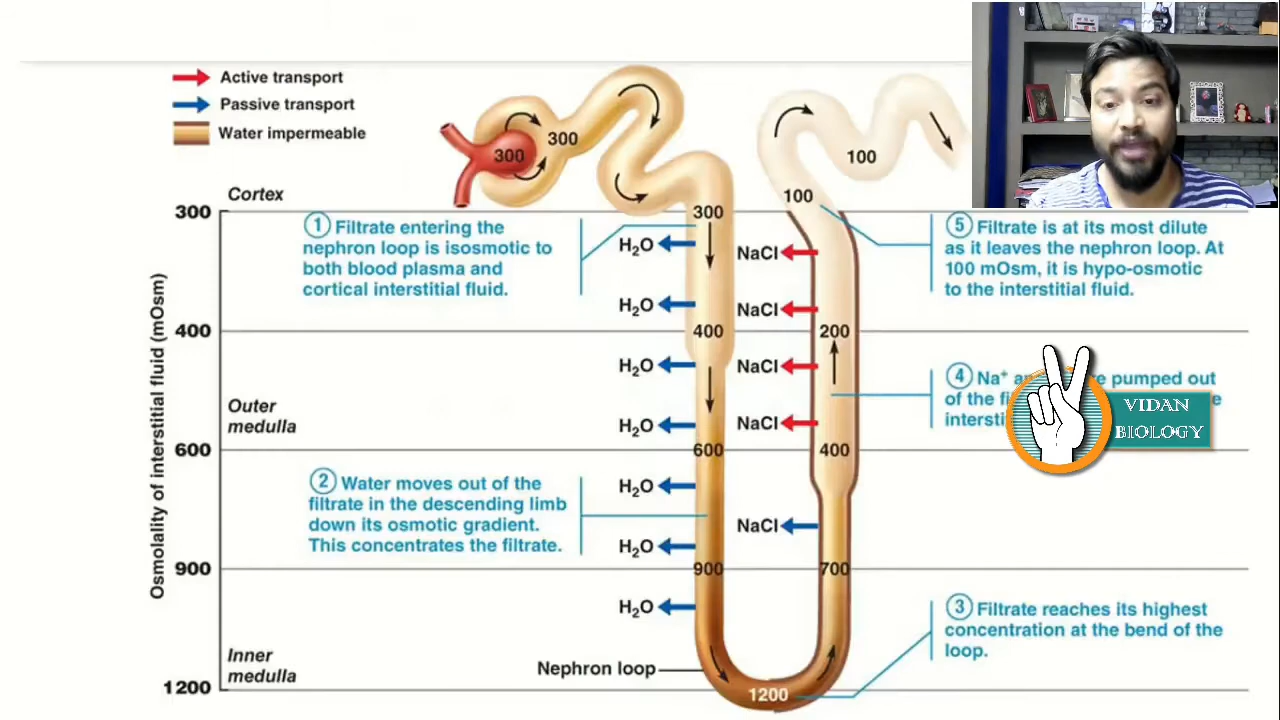 Active transport
Passive transport
Water impermeable
Cortex
Outer
medulla
Inner
medulla
Osmolality of interstitial fluid (mOsm)
300
400
600
900
1200
① Filtrate entering the
nephron loop is isosmotic to
both blood plasma and
cortical interstitial fluid.
② Water moves out of the
filtrate in the descending limb
down its osmotic gradient.
This concentrates the filtrate.
300
300
300
400
600
900
1200
H₂O
H₂O
H₂O
H₂O
H₂O
H₂O
H₂O
Nephron loop
NaCl
NaCl
NaCl
NaCl
NaCl
100
100
200
400
700
⑤ Filtrate is at its most dilute
as it leaves the nephron loop. At
100 mOsm, it is hypo-osmotic
to the interstitial fluid.
④ Na⁺ pumped out
of the
③ Filtrate reaches its highest
concentration at the bend of the
loop.
VIDAN
BIOLOGY